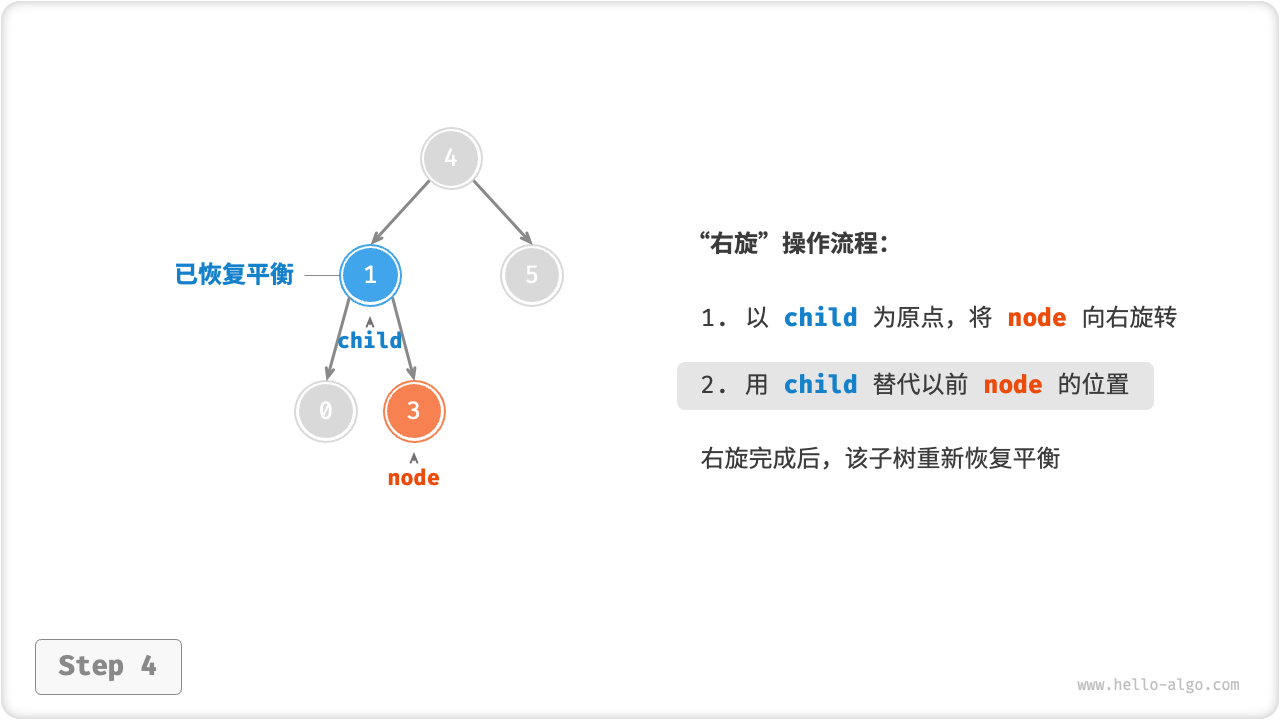 4
已恢复平衡
1
5
child
0
3
node
“右旋”操作流程：
1. 以 child 为原点，将 node 向右旋转
2. 用 child 替代以前 node 的位置
右旋完成后，该子树重新恢复平衡
Step 4
www.hello-algo.com